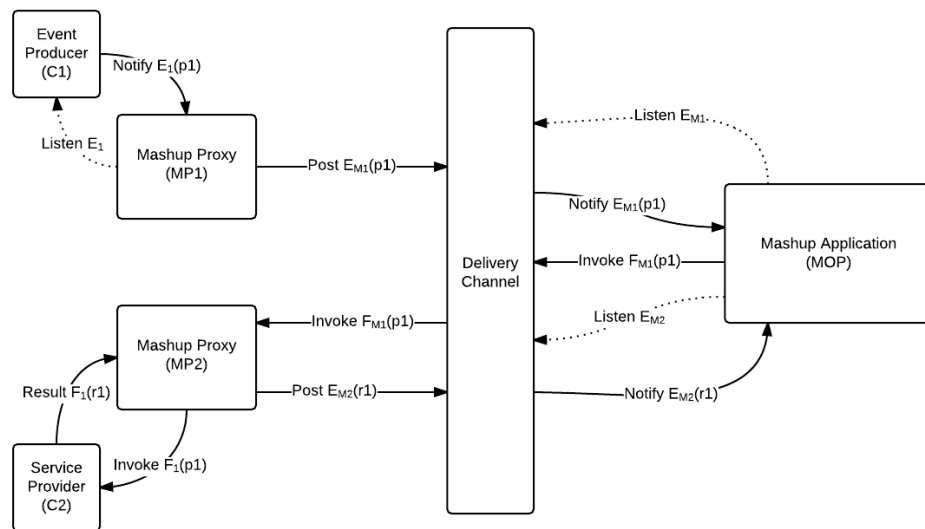 Event
Producer
(C1)
Notify E₁(p1)
Listen E₁
Mashup Proxy
(MP1)
Post Eₘ₁(p1)
Listen Eₘ₁
Notify Eₘ₁(p1)
Mashup Application
(MOP)
Delivery
Channel
Invoke Fₘ₁(p1)
Listen Eₘ₂
Invoke Fₘ₁(p1)
Mashup Proxy
(MP2)
Post Eₘ₂(r1)
Notify Eₘ₂(r1)
Result F₁(r1)
Invoke F₁(p1)
Service
Provider
(C2)